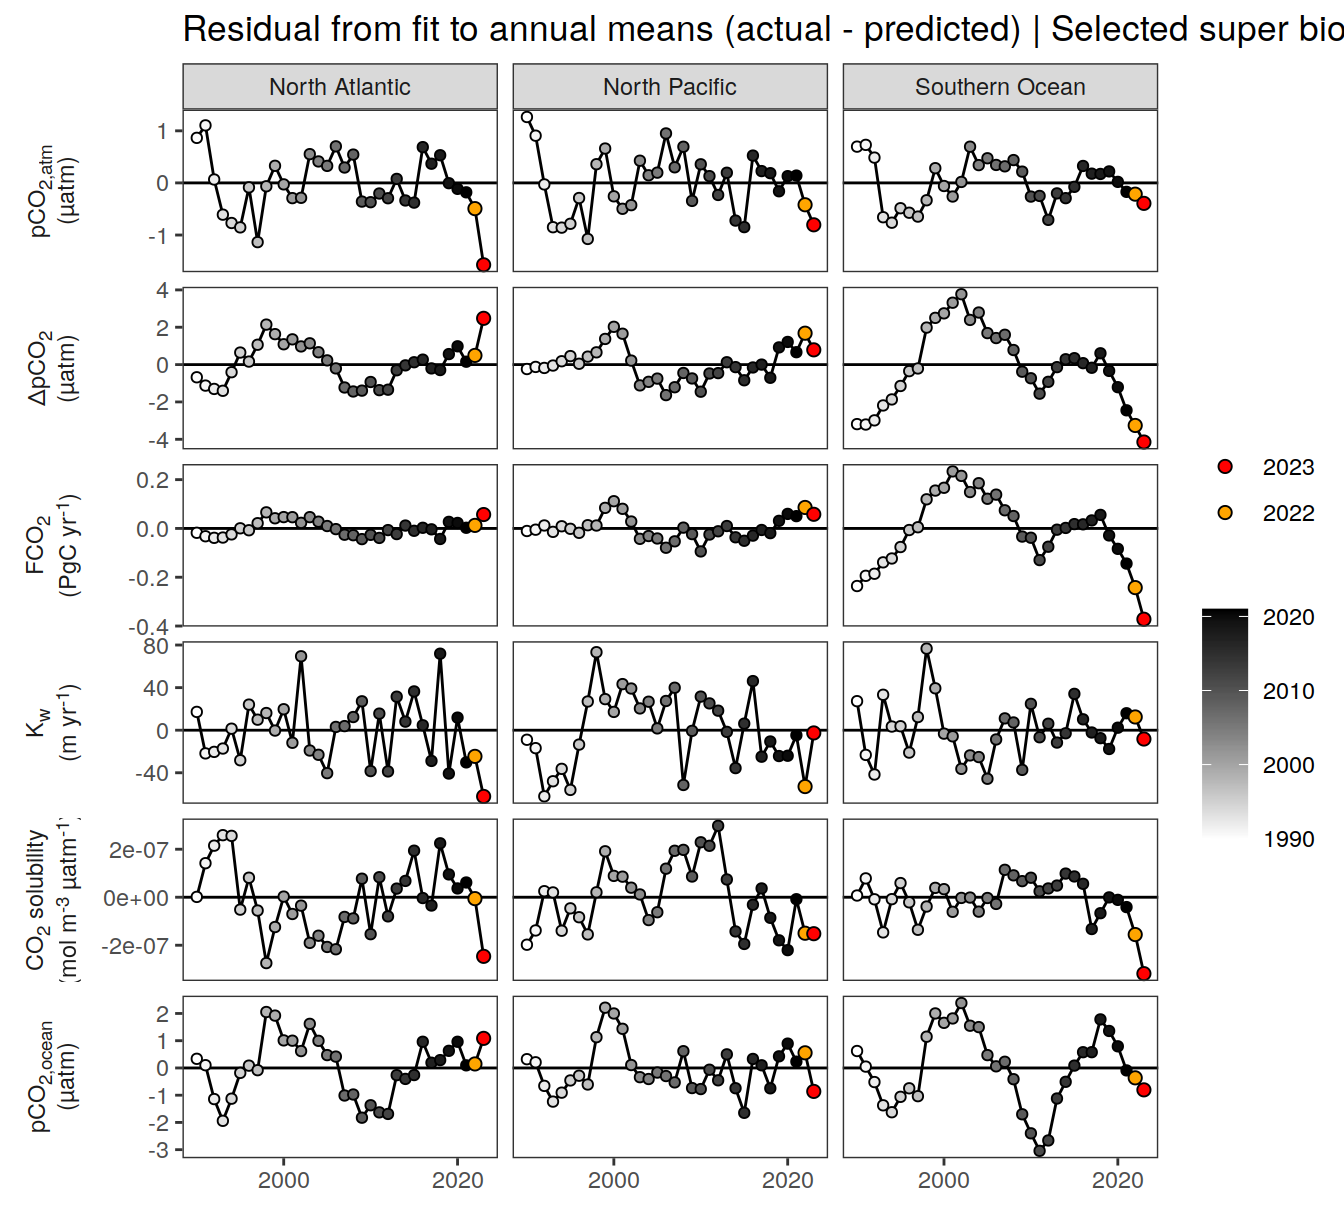 Residual from fit to annual means (actual - predicted) | Selected super bio
North Atlantic
North Pacific
Southern Ocean
pCO2,atm
(µatm)
1
0
-1
ΔpCO2
(µatm)
4
2
0
-2
-4
FCO2
(PgC yr-1)
0.2
0.0
-0.2
-0.4
Kw
(m yr-1)
80
40
0
-40
CO2 solubility
(mol m-3 µatm-1)
2e-07
0e+00
-2e-07
pCO2,ocean
(µatm)
2
1
0
-1
-2
-3
2000
2020
2000
2020
2000
2020
2023
2022
2020
2010
2000
1990